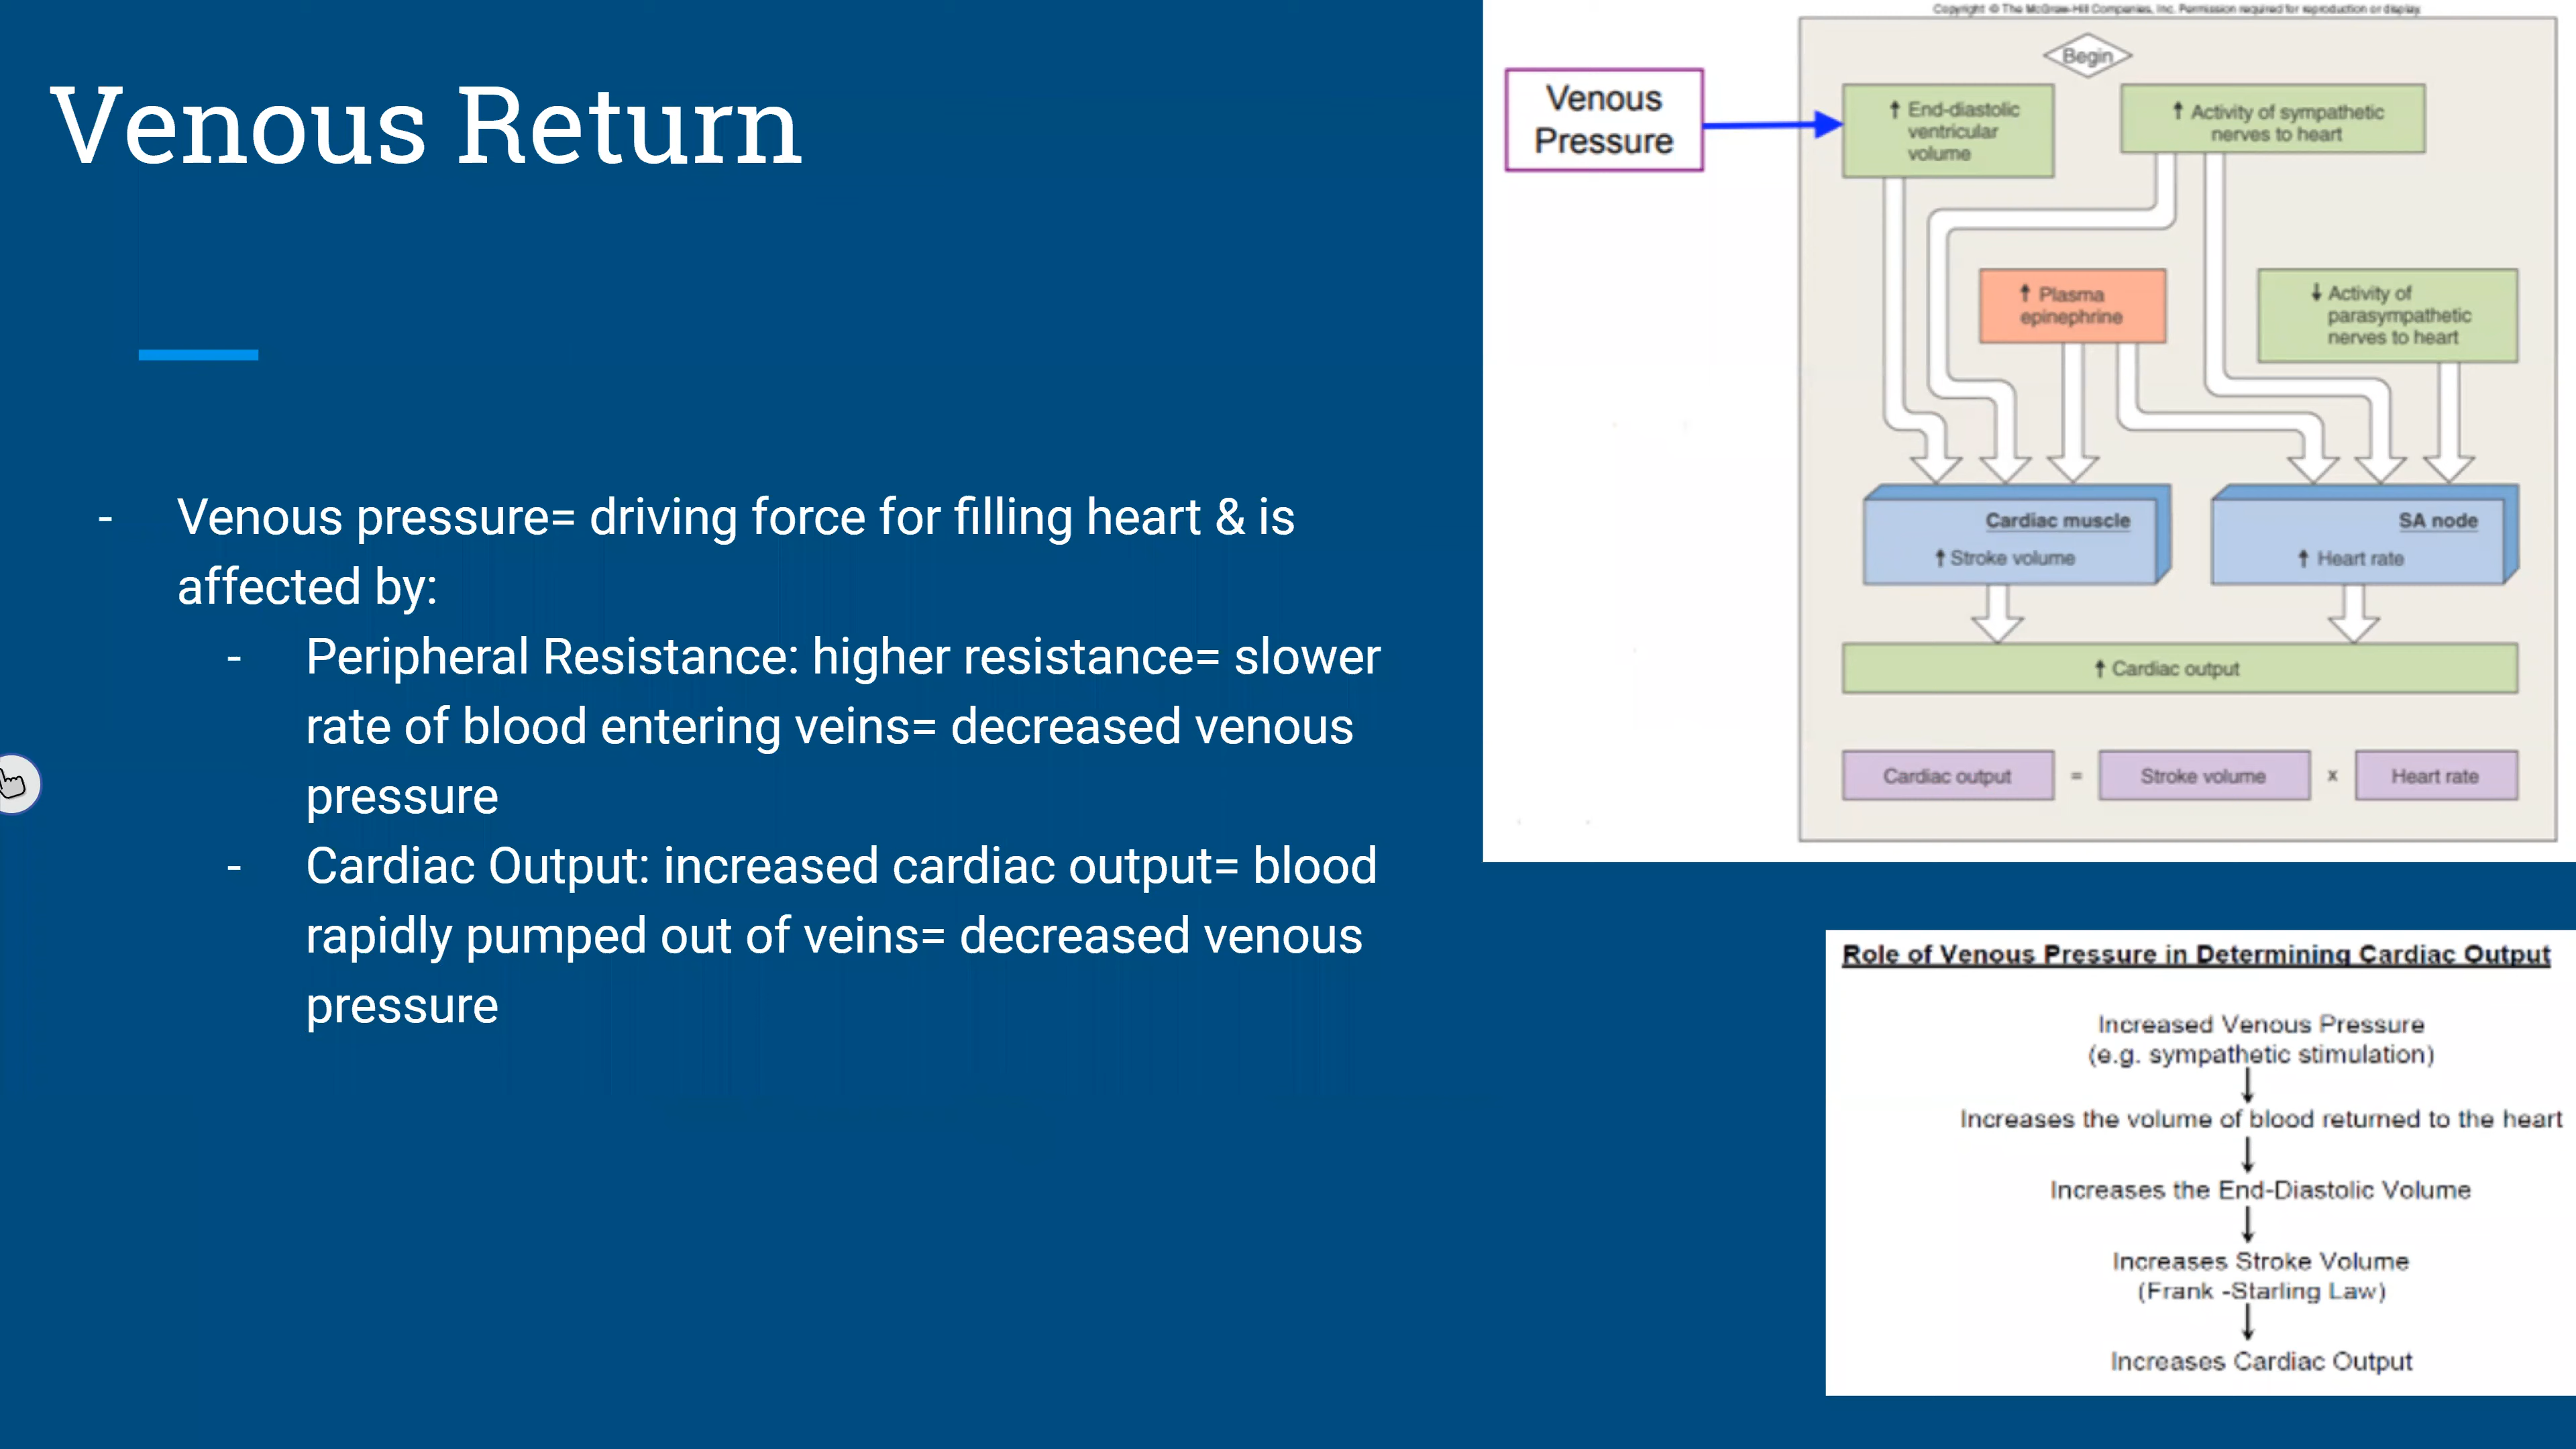 Venous Return
- Venous pressure= driving force for filling heart & is
affected by:
- Peripheral Resistance: higher resistance= slower
rate of blood entering veins= decreased venous
pressure
- Cardiac Output: increased cardiac output= blood
rapidly pumped out of veins= decreased venous
pressure
Copyright © The McGraw-Hill Companies, Inc. Permission required for reproduction or display.
Venous
Pressure
Begin
↑ End-diastolic
ventricular
volume
↑ Activity of sympathetic
nerves to heart
↑ Plasma
epinephrine
↓ Activity of
parasympathetic
nerves to heart
Cardiac muscle
↑ Stroke volume
SA node
↑ Heart rate
↑ Cardiac output
Cardiac output = Stroke volume x Heart rate
Role of Venous Pressure in Determining Cardiac Output
Increased Venous Pressure
(e.g. sympathetic stimulation)
Increases the volume of blood returned to the heart
Increases the End-Diastolic Volume
Increases Stroke Volume
(Frank -Starling Law)
Increases Cardiac Output